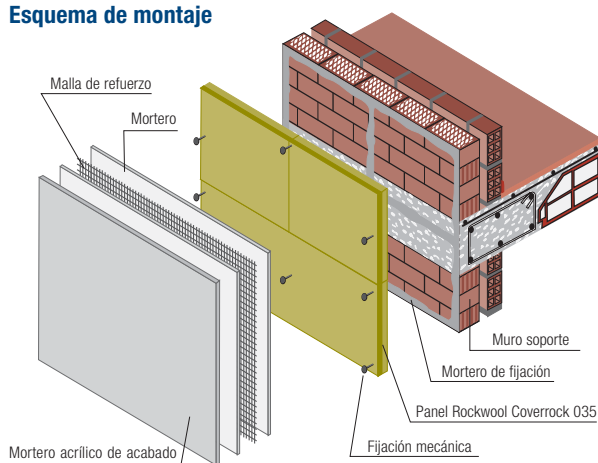 Esquema de montaje
Malla de refuerzo
Mortero
Muro soporte
Mortero de fijación
Panel Rockwool Coverrock 035
Fijación mecánica
Mortero acrílico de acabado